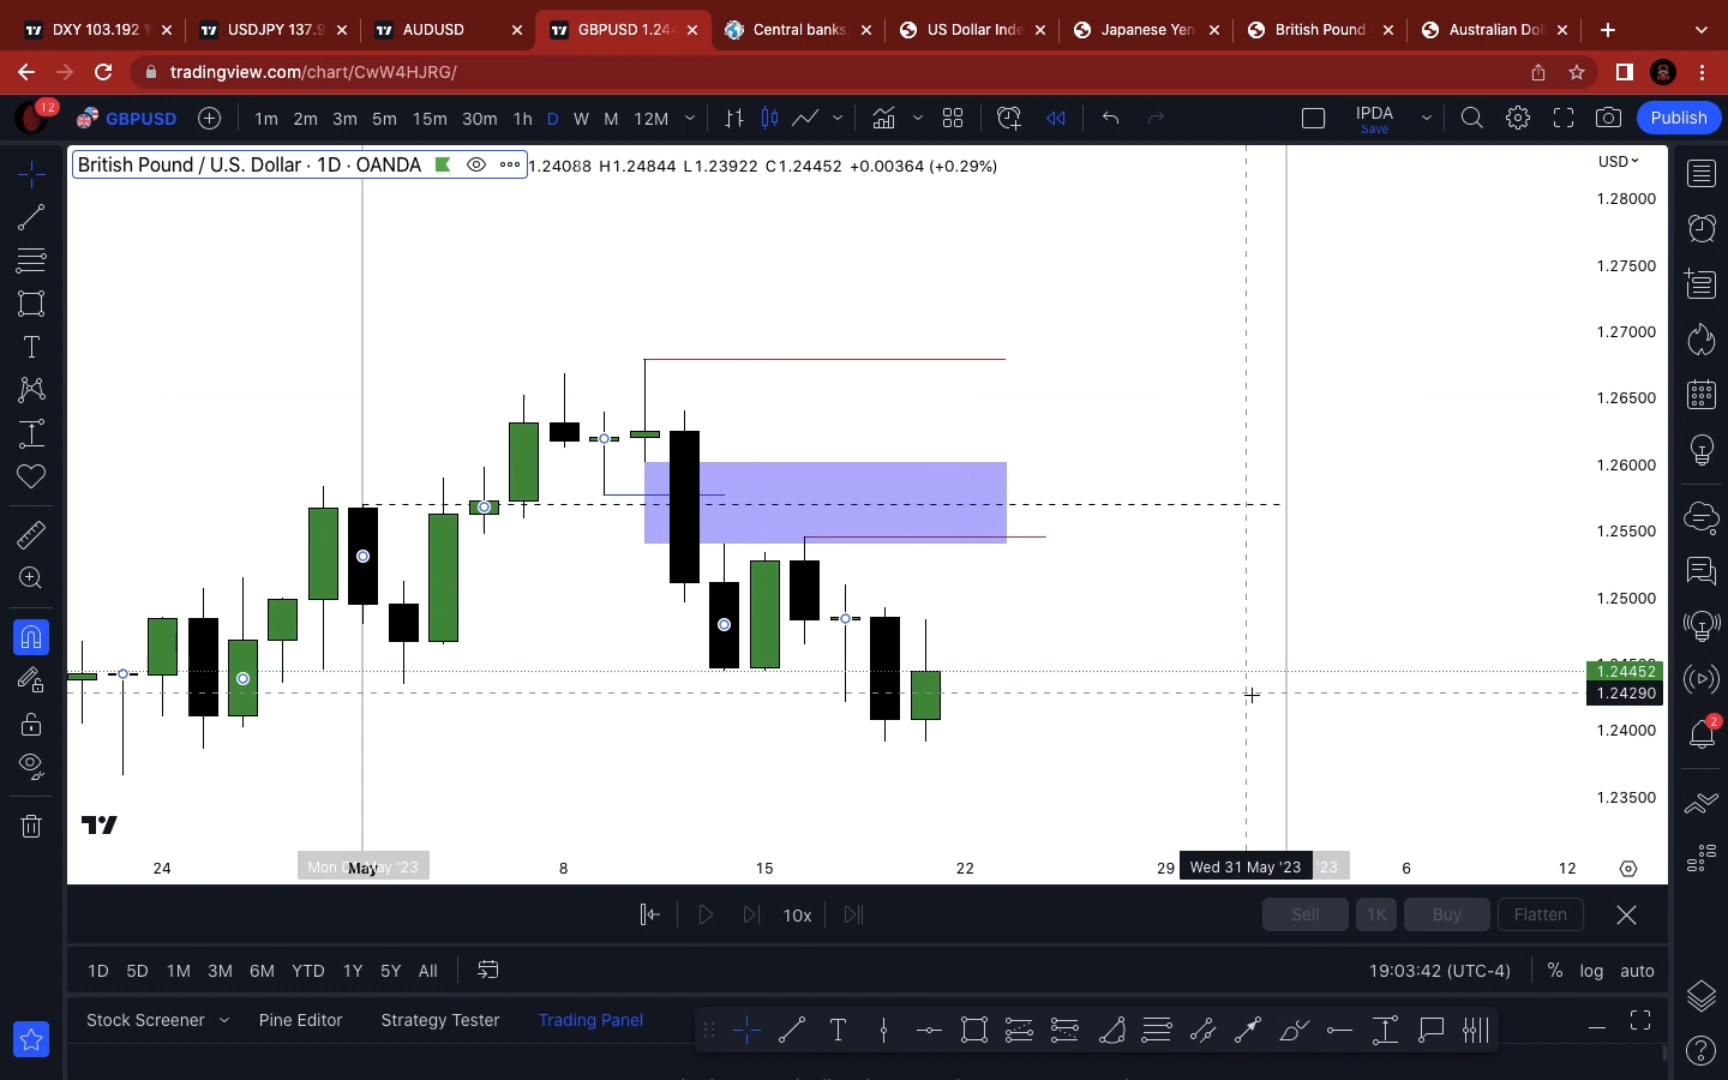 DXY 103.192
USDJPY 137.9
AUDUSD
GBPUSD 1.24
Central banks
US Dollar Inde
Japanese Yen
British Pound
Australian Dol
tradingview.com/chart/CwW4HJRG/
12
GBPUSD
1m 2m 3m 5m 15m 30m 1h D W M 12M
IPDA
Save
Publish
British Pound / U.S. Dollar · 1D · OANDA
1.24088 H1.24844 L1.23922 C1.24452 +0.00364 (+0.29%)
USD
1.28000
1.27500
1.27000
1.26500
1.26000
1.25500
1.25000
1.24452
1.24290
1.24000
1.23500
2
24
May
8
15
22
29
Wed 31 May '23
'23
6
12
10x
Sell
1K
Buy
Flatten
1D 5D 1M 3M 6M YTD 1Y 5Y All
19:03:42 (UTC-4)
% log auto
Stock Screener
Pine Editor
Strategy Tester
Trading Panel